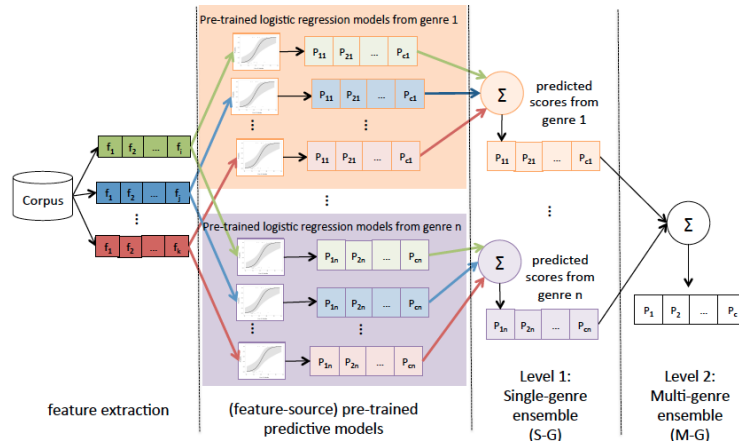 Pre-trained logistic regression models from genre 1
P11 P21 ... Pc1
P11 P21 ... Pc1
⋮
⋮
P11 P21 ... Pc1
Σ
predicted
scores from
genre 1
P11 P21 ... Pc1
f1 f2 ... fi
f1 f2 ... fj
⋮
f1 f2 ... fk
Corpus
...
⋮
Pre-trained logistic regression models from genre n
P1n P2n ... Pcn
P1n P2n ... Pcn
⋮
⋮
P1n P2n ... Pcn
Σ
predicted
scores from
genre n
P1n P2n ... Pcn
Σ
P1 P2 ... Pc
feature extraction
(feature-source) pre-trained
predictive models
Level 1:
Single-genre
ensemble
(S-G)
Level 2:
Multi-genre
ensemble
(M-G)